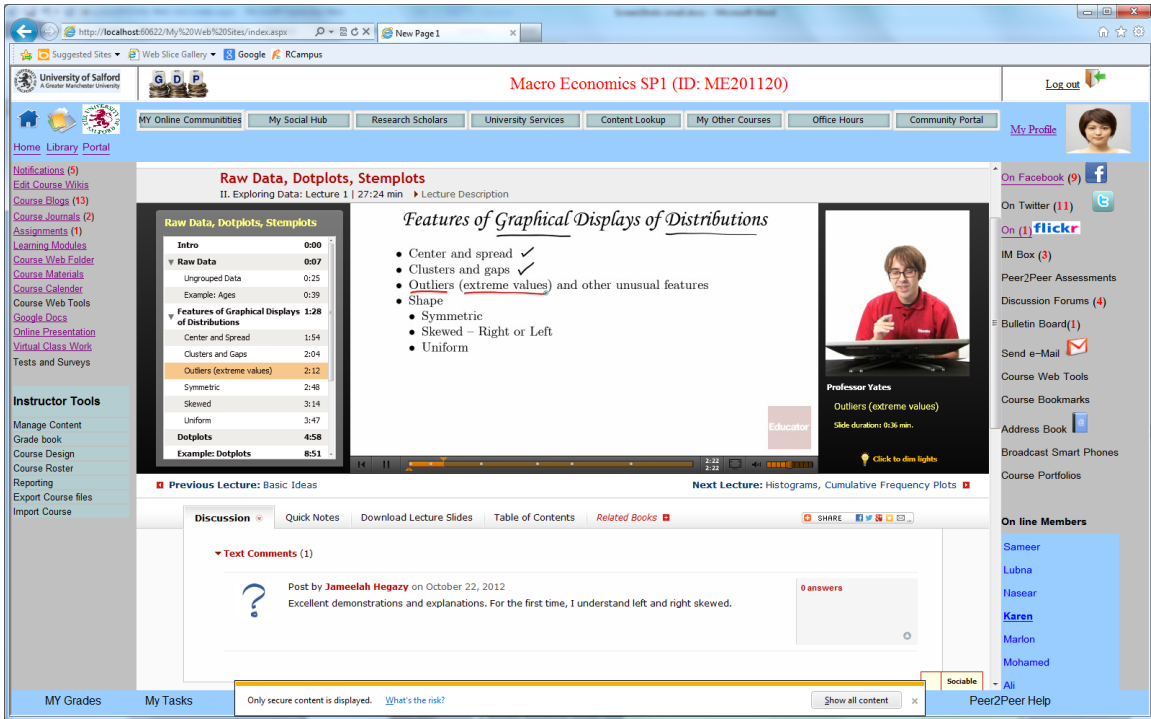 http://localhost:60622/My%20Web%20Sites/index.aspx
New Page 1
Suggested Sites
Web Slice Gallery
Google
RCampus
University of Salford
A Greater Manchester University
G D P
Macro Economics SP1 (ID: ME201120)
Log out
MY Online Communitities
My Social Hub
Research Scholars
University Services
Content Lookup
My Other Courses
Office Hours
Community Portal
My Profile
Home Library Portal
Notifications (5)
Edit Course Wikis
Course Blogs (13)
Course Journals (2)
Assignments (1)
Learning Modules
Course Web Folder
Course Materials
Course Calender
Course Web Tools
Google Docs
Online Presentation
Virtual Class Work
Tests and Surveys
Instructor Tools
Manage Content
Grade book
Course Design
Course Roster
Reporting
Export Course files
Import Course
Raw Data, Dotplots, Stemplots
II. Exploring Data: Lecture 1 | 27:24 min Lecture Description
Raw Data, Dotplots, Stemplots
Intro 0:00
Raw Data 0:07
Ungrouped Data 0:25
Example: Ages 0:39
Features of Graphical Displays 1:28
of Distributions
Center and Spread 1:54
Clusters and Gaps 2:04
Outliers (extreme values) 2:12
Symmetric 2:48
Skewed 3:14
Uniform 3:47
Dotplots 4:58
Example: Dotplots 8:51
Features of Graphical Displays of Distributions
• Center and spread ✓
• Clusters and gaps ✓
• Outliers (extreme values) and other unusual features
• Shape
• Symmetric
• Skewed – Right or Left
• Uniform
Educator
2:22
2:22
Professor Yates
Outliers (extreme values)
Slide duration: 0:36 min.
Click to dim lights
Previous Lecture: Basic Ideas
Next Lecture: Histograms, Cumulative Frequency Plots
Discussion
Quick Notes
Download Lecture Slides
Table of Contents
Related Books
SHARE
Text Comments (1)
Post by Jameelah Hegazy on October 22, 2012
Excellent demonstrations and explanations. For the first time, I understand left and right skewed.
0 answers
Sociable
On Facebook (9)
On Twitter (11)
On (1) flickr
IM Box (3)
Peer2Peer Assessments
Discussion Forums (4)
Bulletin Board(1)
Send e-Mail
Course Web Tools
Course Bookmarks
Address Book
Broadcast Smart Phones
Course Portfolios
On line Members
Sameer
Lubna
Nasear
Karen
Marlon
Mohamed
Ali
MY Grades
My Tasks
Only secure content is displayed. What's the risk?
Show all content
Peer2Peer Help